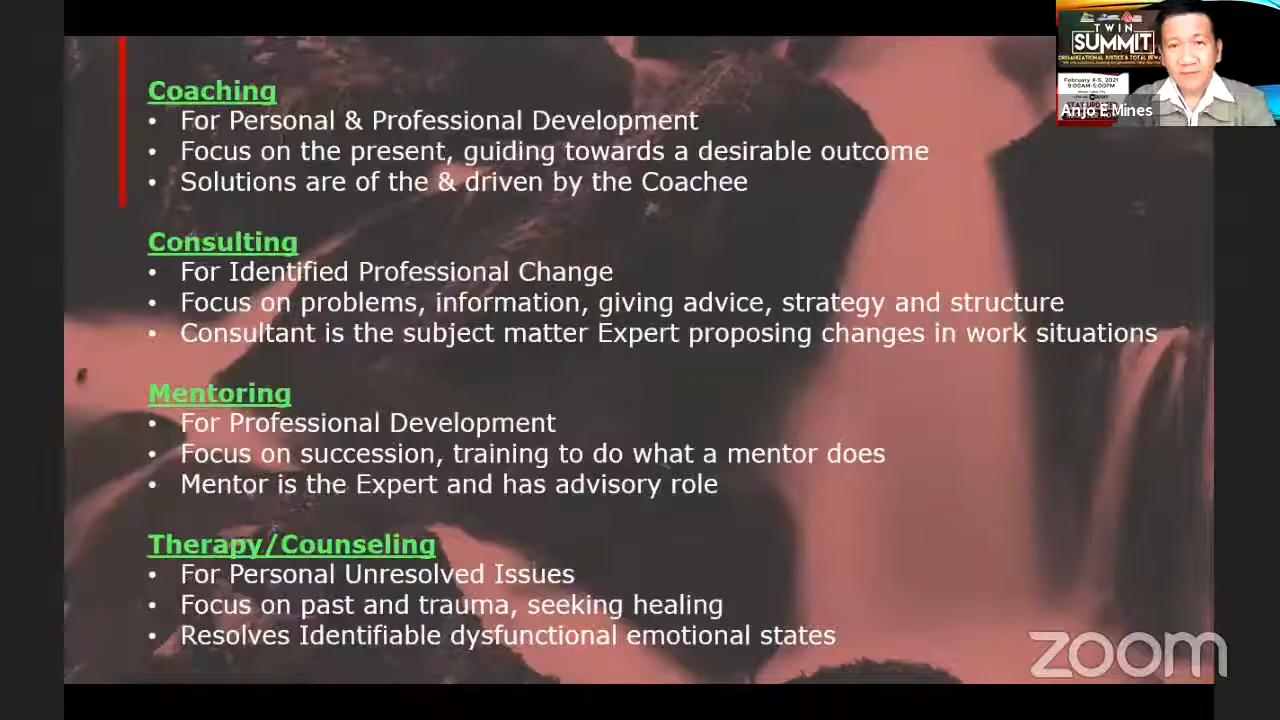 Coaching
• For Personal & Professional Development
• Focus on the present, guiding towards a desirable outcome
• Solutions are of the & driven by the Coachee
Consulting
• For Identified Professional Change
• Focus on problems, information, giving advice, strategy and structure
• Consultant is the subject matter Expert proposing changes in work situations
Mentoring
• For Professional Development
• Focus on succession, training to do what a mentor does
• Mentor is the Expert and has advisory role
Therapy/Counseling
• For Personal Unresolved Issues
• Focus on past and trauma, seeking healing
• Resolves Identifiable dysfunctional emotional states
TWIN
SUMMIT
ORGANIZATIONAL JUSTICE & TOTAL
February 4-5, 2021
9:00AM-5:00PM
E Mines
zoom